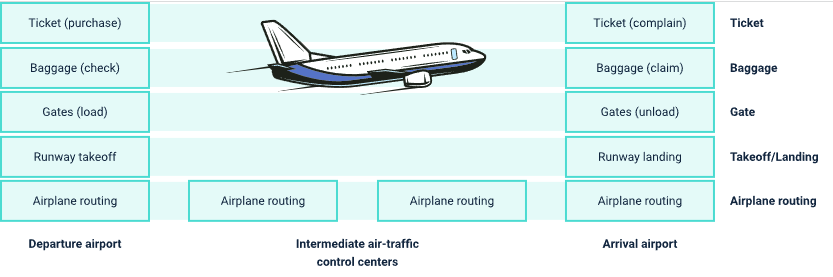 Ticket (purchase)
Ticket (complain)
Ticket
Baggage (check)
Baggage (claim)
Baggage
Gates (load)
Gates (unload)
Gate
Runway takeoff
Runway landing
Takeoff/Landing
Airplane routing
Airplane routing
Airplane routing
Airplane routing
Airplane routing
Departure airport
Intermediate air-traffic
control centers
Arrival airport